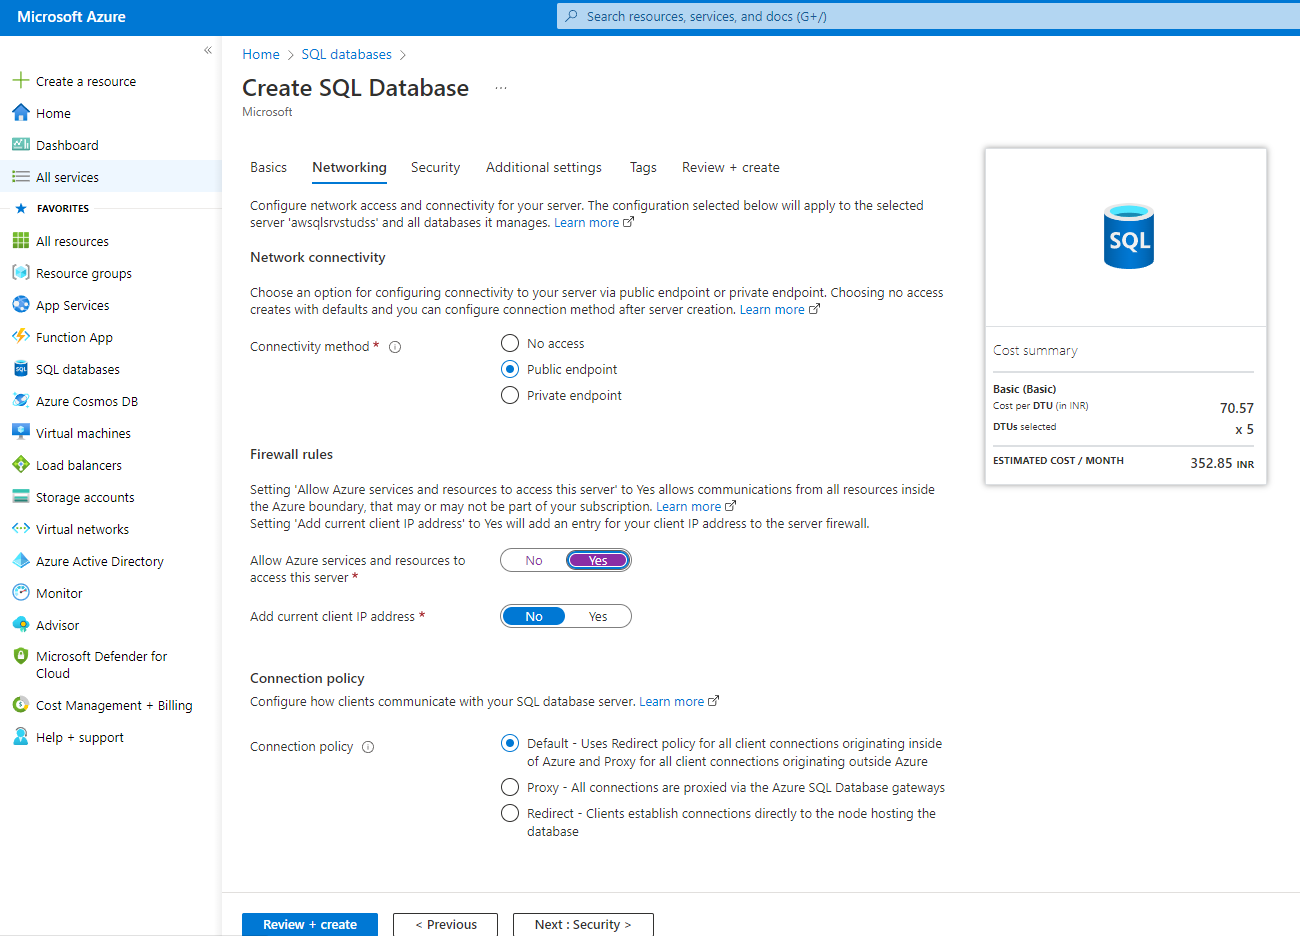 Microsoft Azure
Search resources, services, and docs (G+/)
«
Create a resource
Home
Dashboard
All services
FAVORITES
All resources
Resource groups
App Services
Function App
SQL databases
Azure Cosmos DB
Virtual machines
Load balancers
Storage accounts
Virtual networks
Azure Active Directory
Monitor
Advisor
Microsoft Defender for
Cloud
Cost Management + Billing
Help + support
Home > SQL databases >
Create SQL Database ...
Microsoft
Basics Networking Security Additional settings Tags Review + create
Configure network access and connectivity for your server. The configuration selected below will apply to the selected
server 'awsqlsrvstudss' and all databases it manages. Learn more
Network connectivity
Choose an option for configuring connectivity to your server via public endpoint or private endpoint. Choosing no access
creates with defaults and you can configure connection method after server creation. Learn more
Connectivity method *
No access
Public endpoint
Private endpoint
Firewall rules
Setting 'Allow Azure services and resources to access this server' to Yes allows communications from all resources inside
the Azure boundary, that may or may not be part of your subscription. Learn more
Setting 'Add current client IP address' to Yes will add an entry for your client IP address to the server firewall.
Allow Azure services and resources to
access this server *
No Yes
Add current client IP address *
No Yes
Connection policy
Configure how clients communicate with your SQL database server. Learn more
Connection policy
Default - Uses Redirect policy for all client connections originating inside
of Azure and Proxy for all client connections originating outside Azure
Proxy - All connections are proxied via the Azure SQL Database gateways
Redirect - Clients establish connections directly to the node hosting the
database
Review + create
< Previous
Next : Security >
SQL
Cost summary
Basic (Basic)
Cost per DTU (in INR) 70.57
DTUs selected x 5
ESTIMATED COST / MONTH 352.85 INR